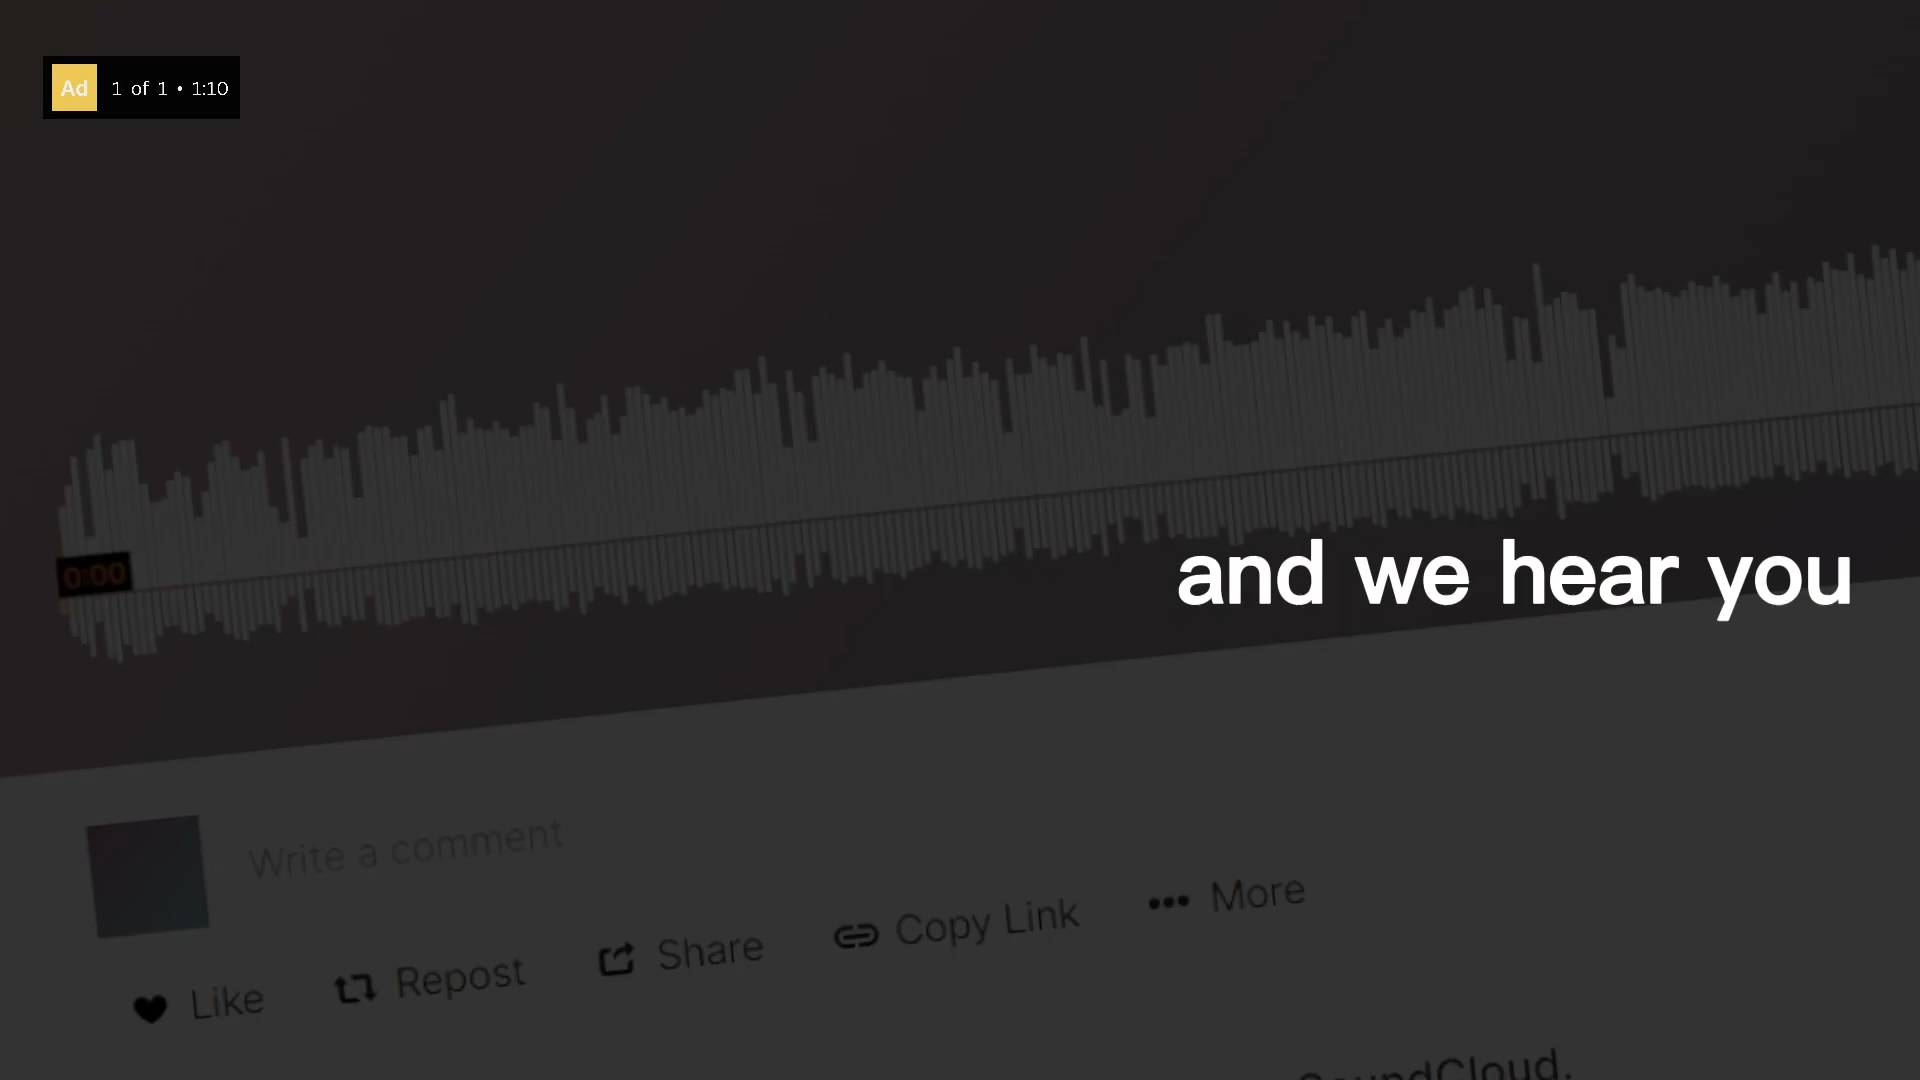 Ad 1 of 1 • 1:10
and we hear you
0:00
Write a comment
Like Repost Share Copy Link ••• More
SoundCloud.